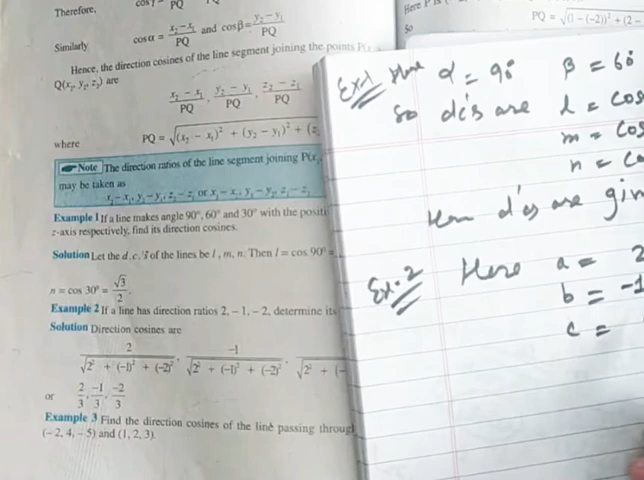 Therefore,
cosγ = PQ
cosα = x₂ − x₁/PQ and cosβ = y₂ − y₁/PQ
Similarly
Hence, the direction cosines of the line segment joining the points P(x
Q(x₂, y₂, z₂) are
x₂ − x₁/PQ, y₂ − y₁/PQ, z₂ − z₁/PQ
where PQ = √(x₂ − x₁)² + (y₂ − y₁)² + (z₂
Note The direction ratios of the line segment joining P(x₁,
may be taken as
x₂ − x₁, y₂ − y₁, z₂ − z₁ or x₁ − x₂, y₁ − y₂, z₁ − z₂
Example 1 If a line makes angle 90°, 60° and 30° with the positi
z-axis respectively, find its direction cosines.
Solution Let the d.c.'s of the lines be l, m, n. Then l = cos 90° =
n = cos 30° = √3/2.
Example 2 If a line has direction ratios 2, − 1, − 2, determine its
Solution Direction cosines are
2/√2² + (−1)² + (−2)², −1/√2² + (−1)² + (−2)², √2² + (−
or 2/3, −1/3, −2/3
Example 3 Find the direction cosines of the line passing throug
(− 2, 4, − 5) and (1, 2, 3).
Here P is (
PQ = √(1 − (−2))² + (2 −
So
Ex-1 Here α = 90° β = 60°
So dc's are l = cos
m = cos
n = co
Ex.2 Here a = 2
b = −1
c =